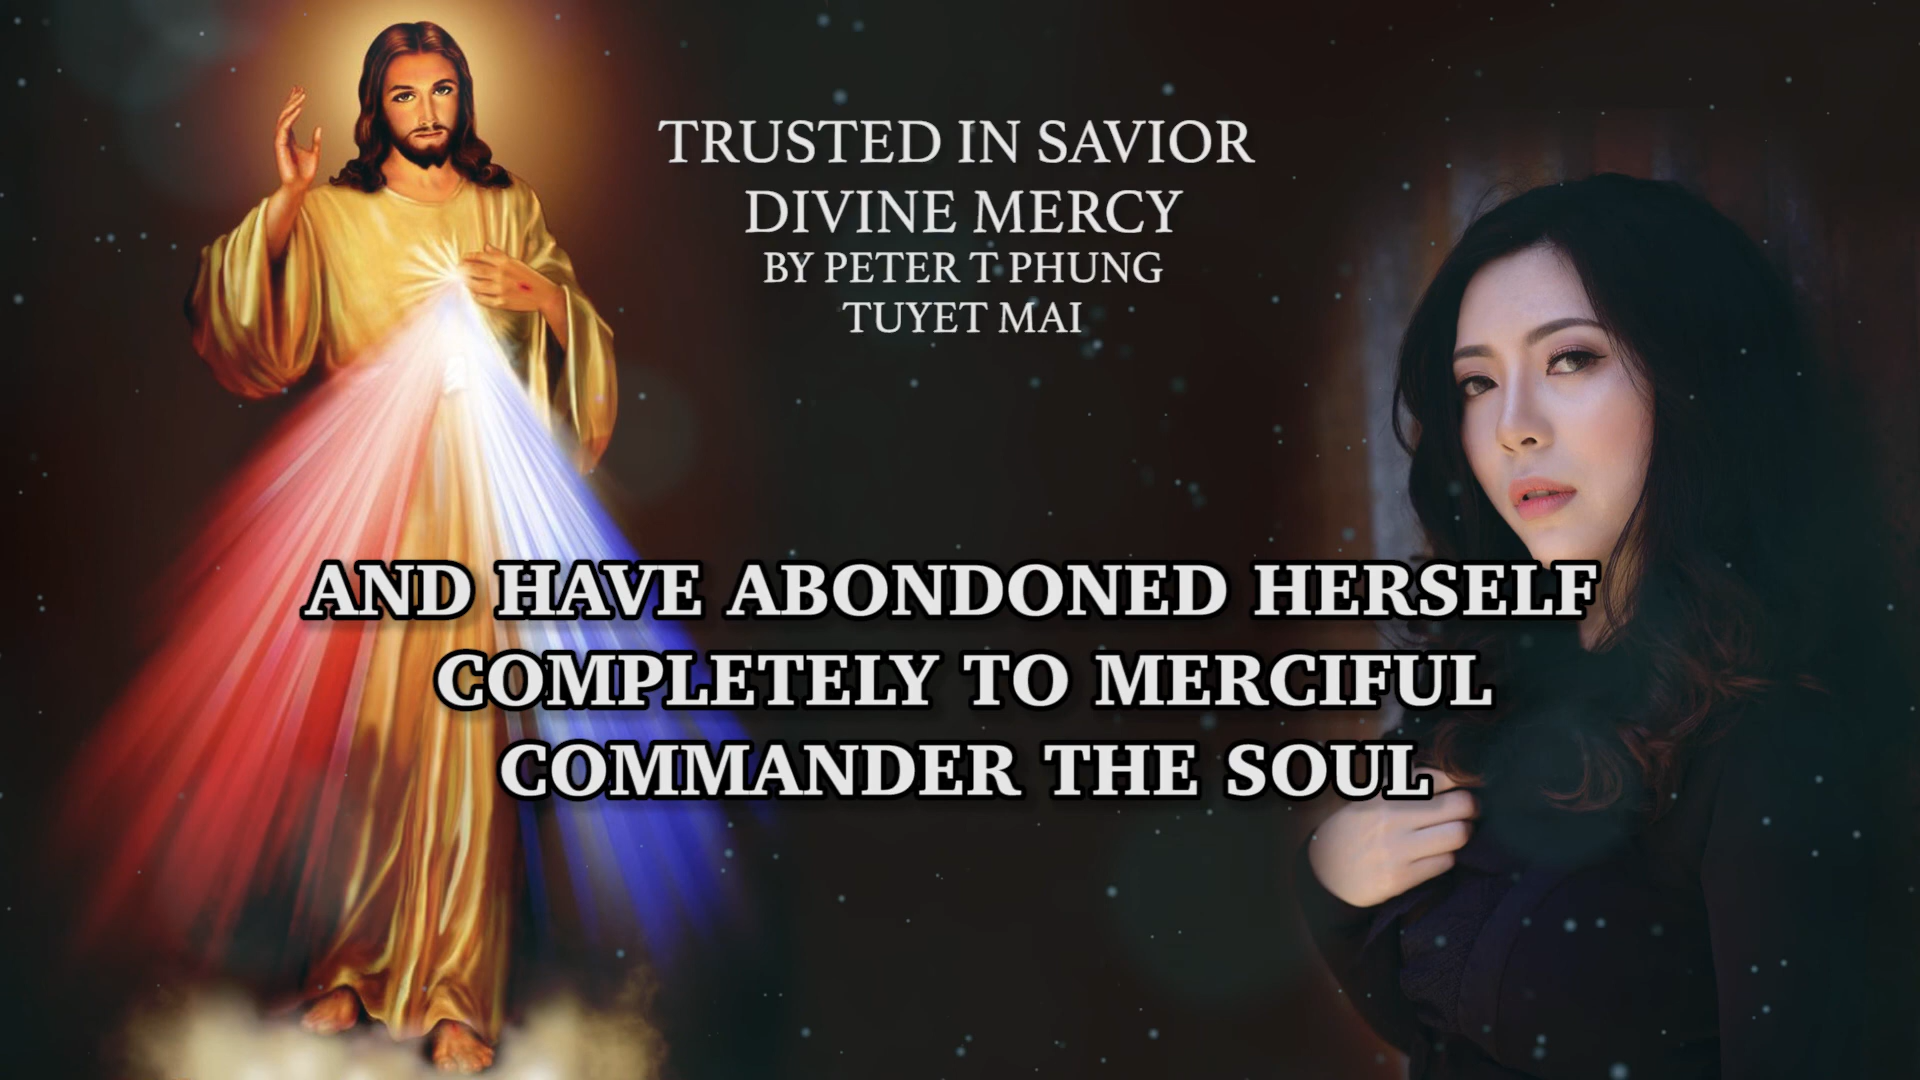 TRUSTED IN SAVIOR
DIVINE MERCY
BY PETER T PHUNG
TUYET MAI
AND HAVE ABONDONED HERSELF
COMPLETELY TO MERCIFUL
COMMANDER THE SOUL